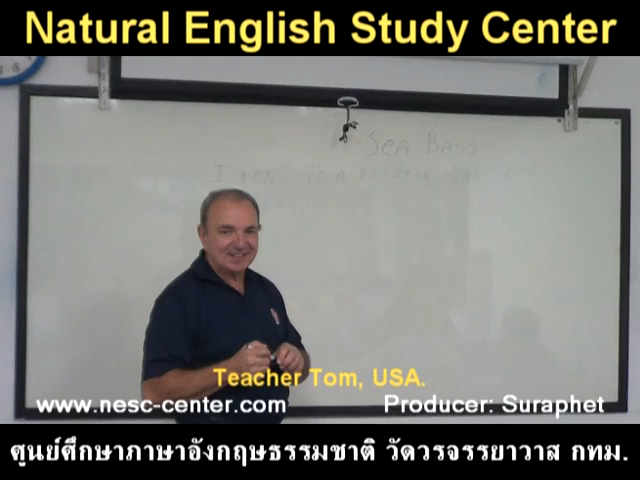 Natural English Study Center
Sea Bass
I WENT TO A
Teacher Tom, USA.
www.nesc-center.com Producer: Suraphet
ศูนย์ศึกษาภาษาอังกฤษธรรมชาติ วัดวรจรรยาวาส กทม.